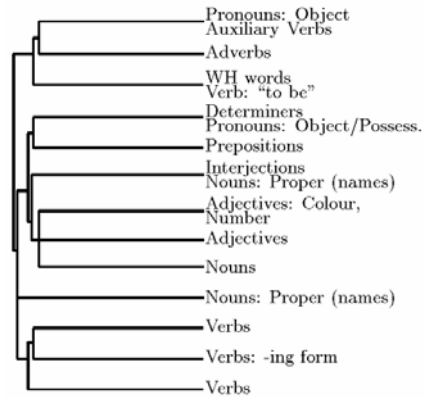 Pronouns: Object
Auxiliary Verbs
Adverbs
WH words
Verb: “to be”
Determiners
Pronouns: Object/Possess.
Prepositions
Interjections
Nouns: Proper (names)
Adjectives: Colour,
Number
Adjectives
Nouns
Nouns: Proper (names)
Verbs
Verbs: -ing form
Verbs